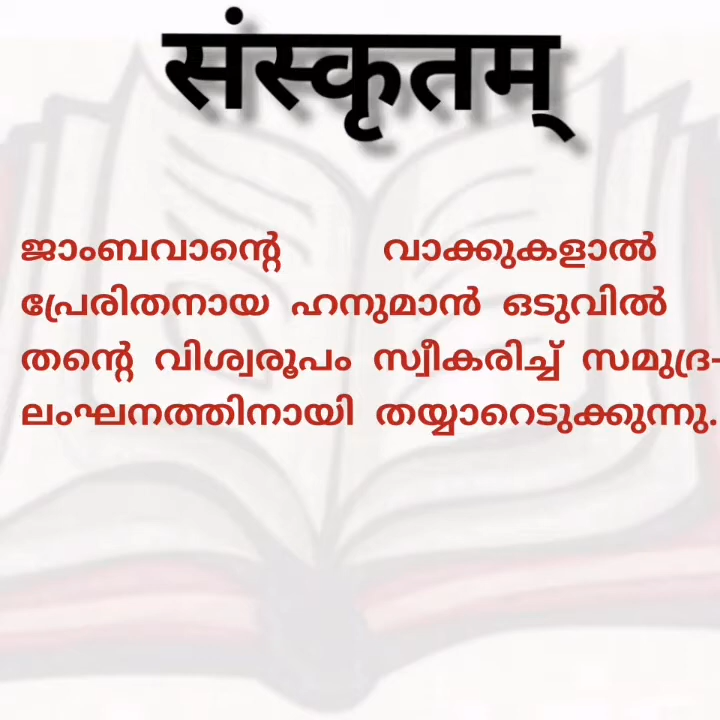 संस्कृतम्
ജാംബവാന്റെ വാക്കുകളാൽ
പ്രേരിതനായ ഹനുമാൻ ഒടുവിൽ
തന്റെ വിശ്വരൂപം സ്വീകരിച്ച് സമുദ്ര-
ലംഘനത്തിനായി തയ്യാറെടുക്കുന്നു.